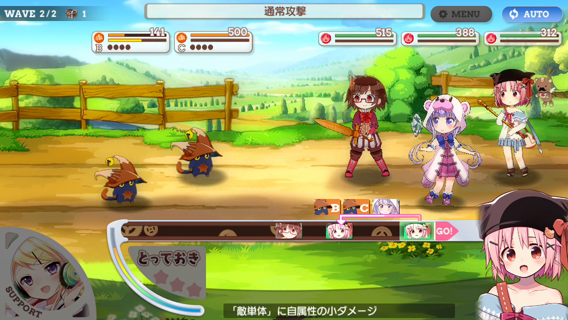 WAVE 2/2 1
通常攻撃
MENU
AUTO
141
B
500
C
515
388
312
B C
GO!
とっておき
SUPPORT
「敵単体」に自属性の小ダメージ